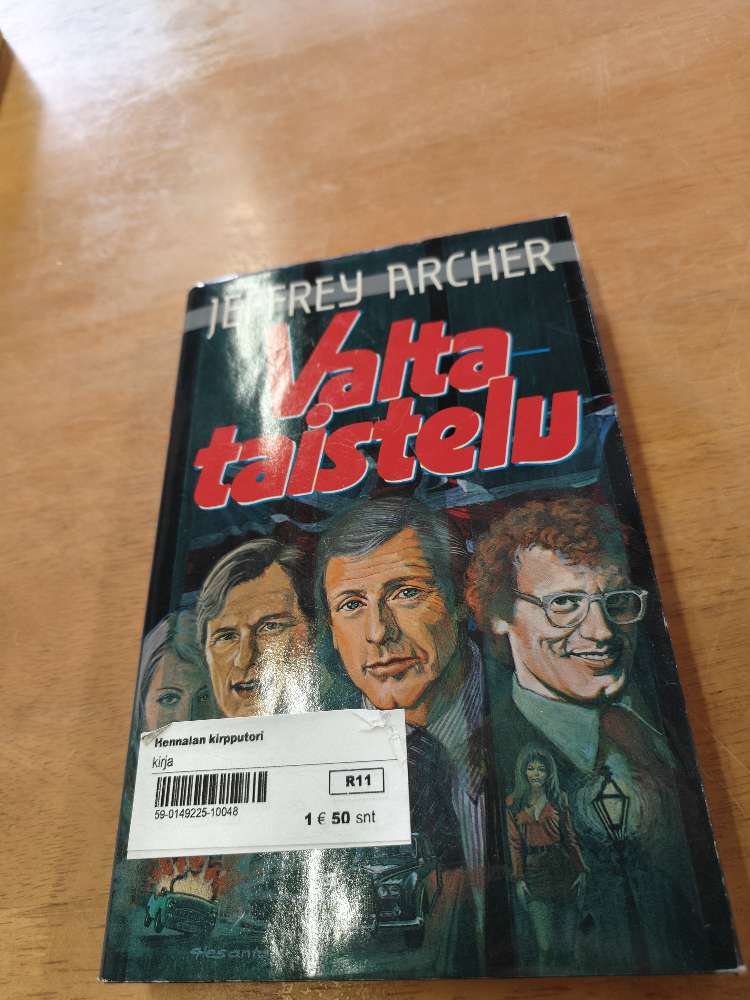 JEFFREY ARCHER
Valta
taistelu
Hennalan kirpputori
kirja
R11
59-0149225-10048
1 € 50 snt